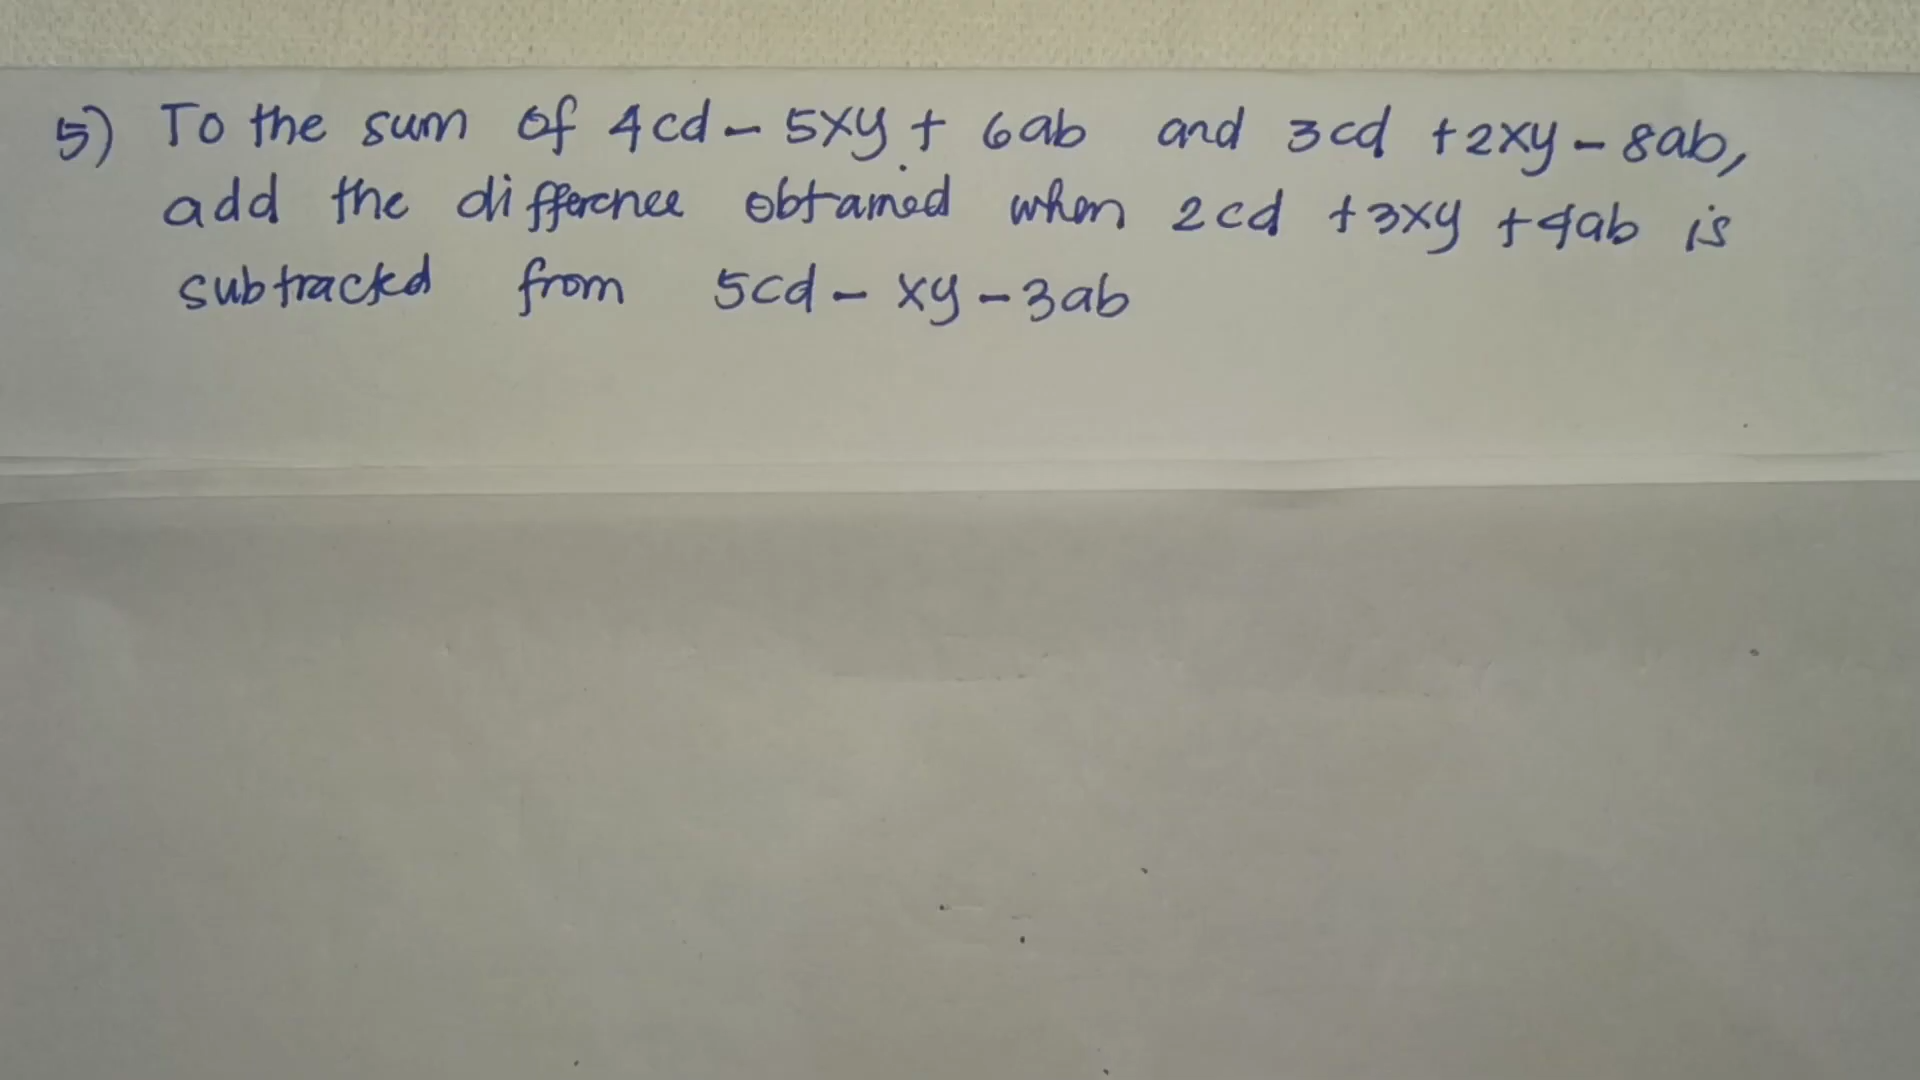 5) To the sum of 4cd - 5xy + 6ab and 3cd + 2xy - 8ab,
add the difference obtained when 2cd + 3xy + 4ab is
subtracted from 5cd - xy - 3ab